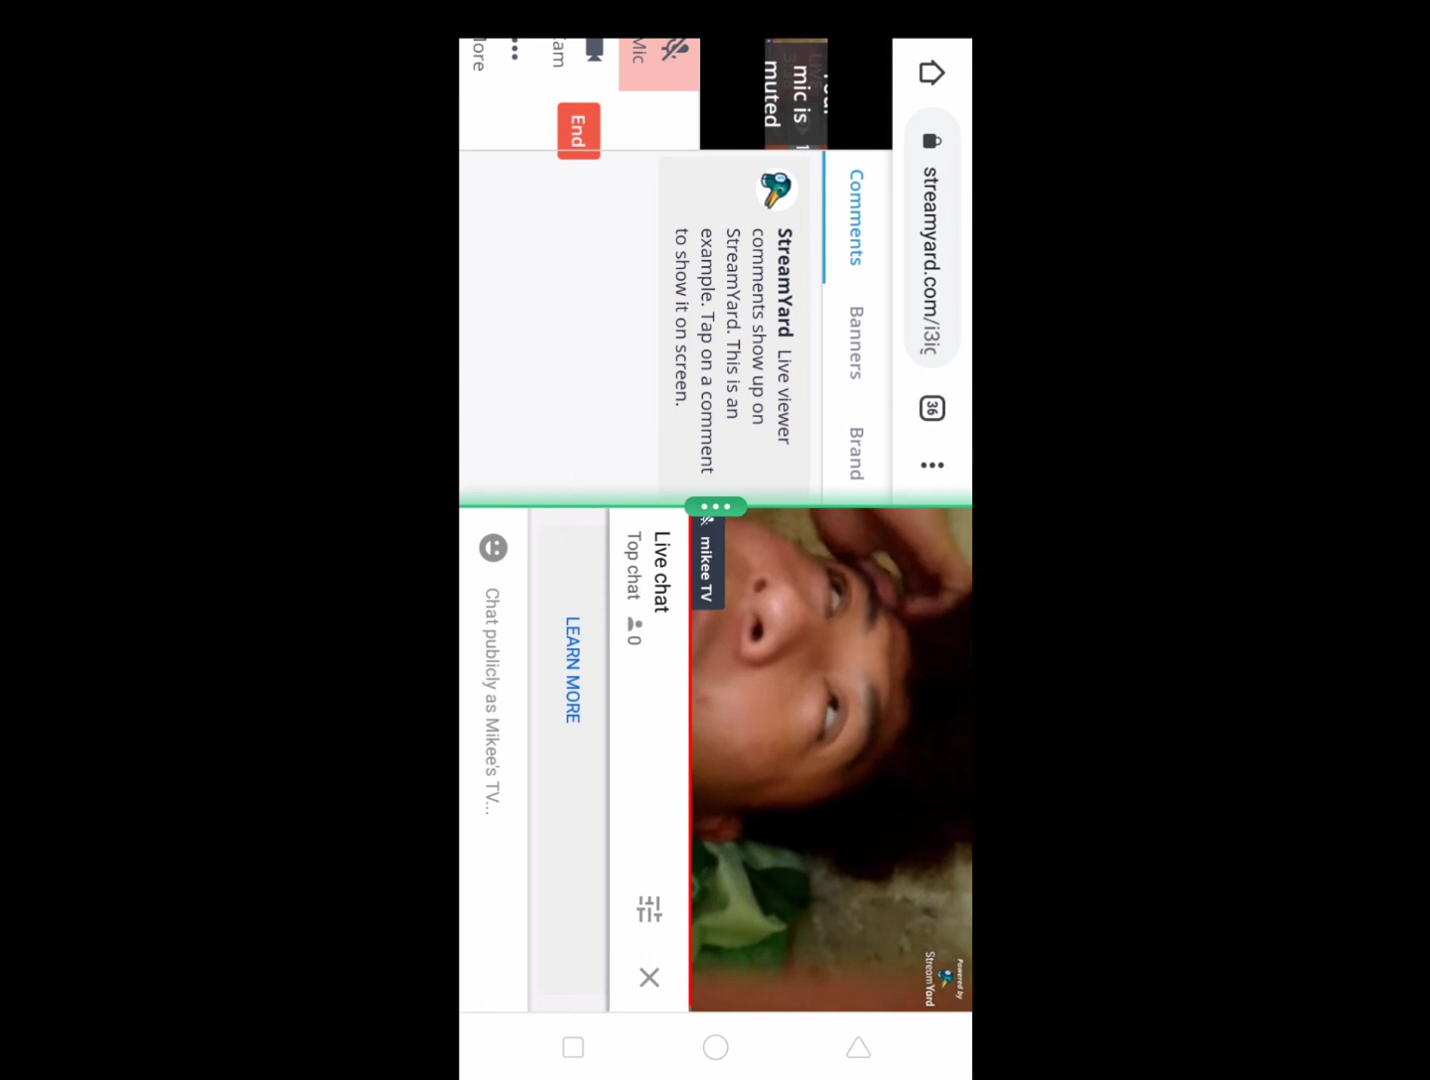 streamyard.com/i3ig
36
Comments
Banners
Brand
mic is
muted
StreamYard Live viewer
comments show up on
StreamYard. This is an
example. Tap on a comment
to show it on screen.
Mic
End
Powered by
StreamYard
mikee TV
Live chat
Top chat 0
LEARN MORE
Chat publicly as Mikee's TV...